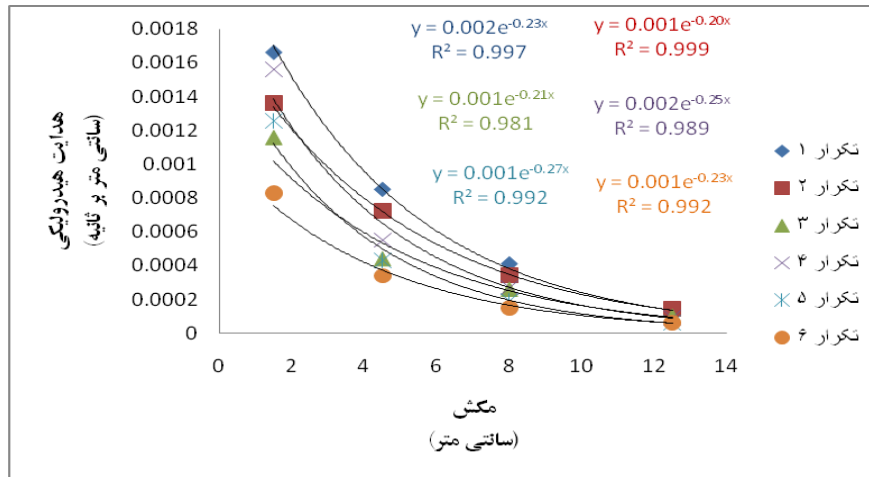 0.0018
0.0016
0.0014
0.0012
0.001
0.0008
0.0006
0.0004
0.0002
0
هدایت هیدرولیکی
(سانتی متر بر ثانیه)
y = 0.002e^-0.23x
R² = 0.997
y = 0.001e^-0.20x
R² = 0.999
y = 0.001e^-0.21x
R² = 0.981
y = 0.002e^-0.25x
R² = 0.989
y = 0.001e^-0.27x
R² = 0.992
y = 0.001e^-0.23x
R² = 0.992
تکرار ۱
تکرار ۲
تکرار ۳
تکرار ۴
تکرار ۵
تکرار ۶
0 2 4 6 8 10 12 14
مکش
(سانتی متر)